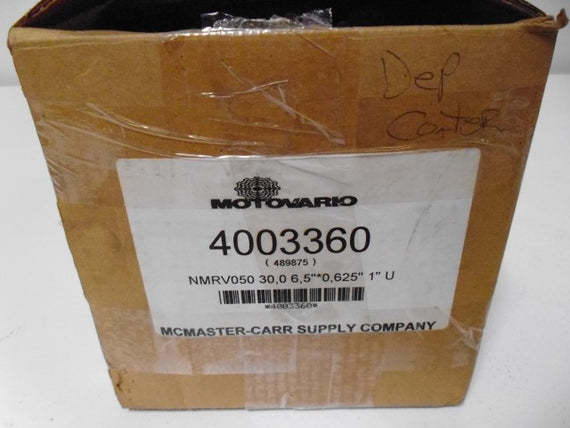 Dep
MOTOVARIO
4003360
( 489875 )
NMRV050 30,0 6,5"*0,625" 1" U
*4003360*
MCMASTER-CARR SUPPLY COMPANY